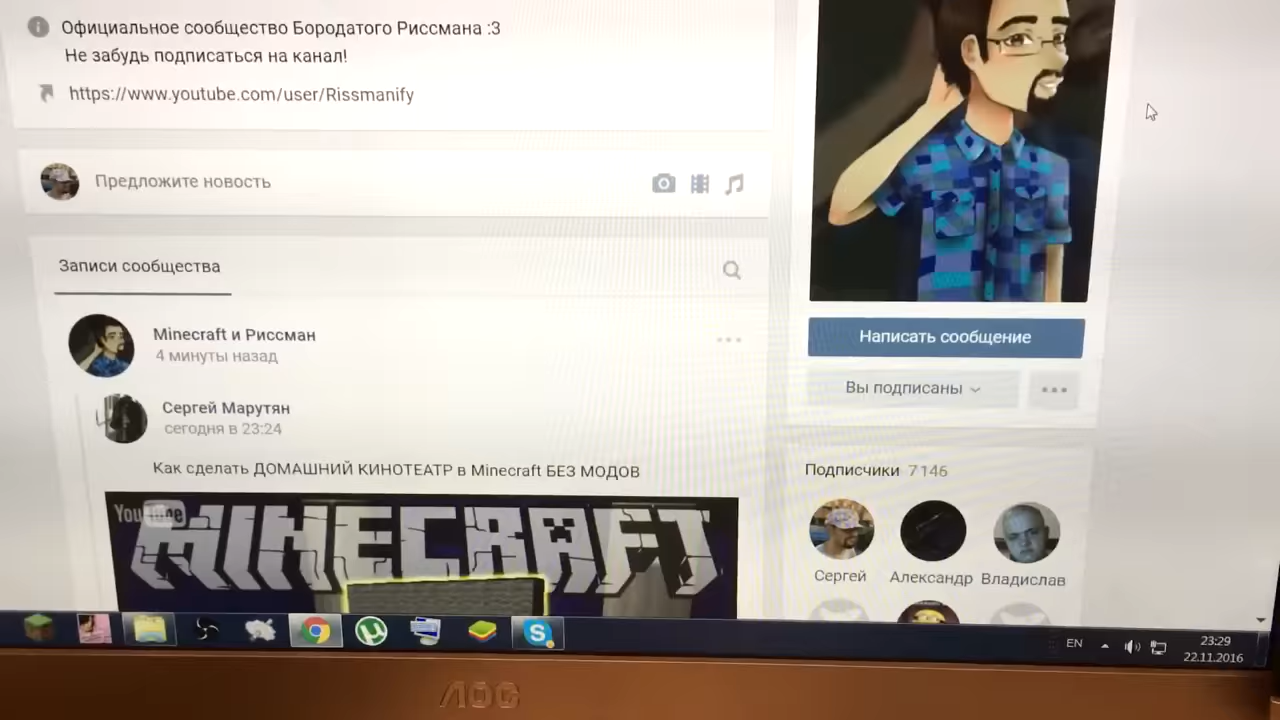 Официальное сообщество Бородатого Риссмана :3
Не забудь подписаться на канал!
https://www.youtube.com/user/Rissmanify
Предложите новость
Записи сообщества
Minecraft и Риссман
4 минуты назад
Сергей Марутян
сегодня в 23:24
Как сделать ДОМАШНИЙ КИНОТЕАТР в Minecraft БЕЗ МОДОВ
YouTube
MINECRAFT
Написать сообщение
Вы подписаны
Подписчики 7 146
Сергей Александр Владислав
EN
23:29
22.11.2016
AOC